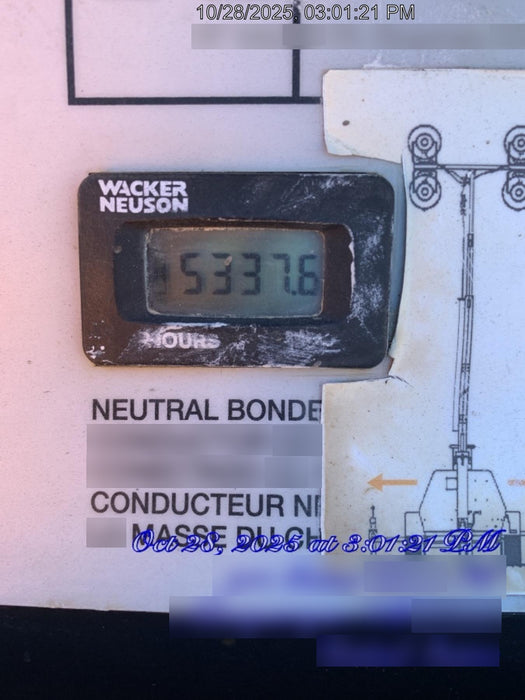 10/28/2025, 03:01:21 PM
WACKER
NEUSON
5337.6
HOURS
NEUTRAL BONDE
CONDUCTEUR N
MASSE DU CH
Oct 28, 2025 at 3:01:21 PM